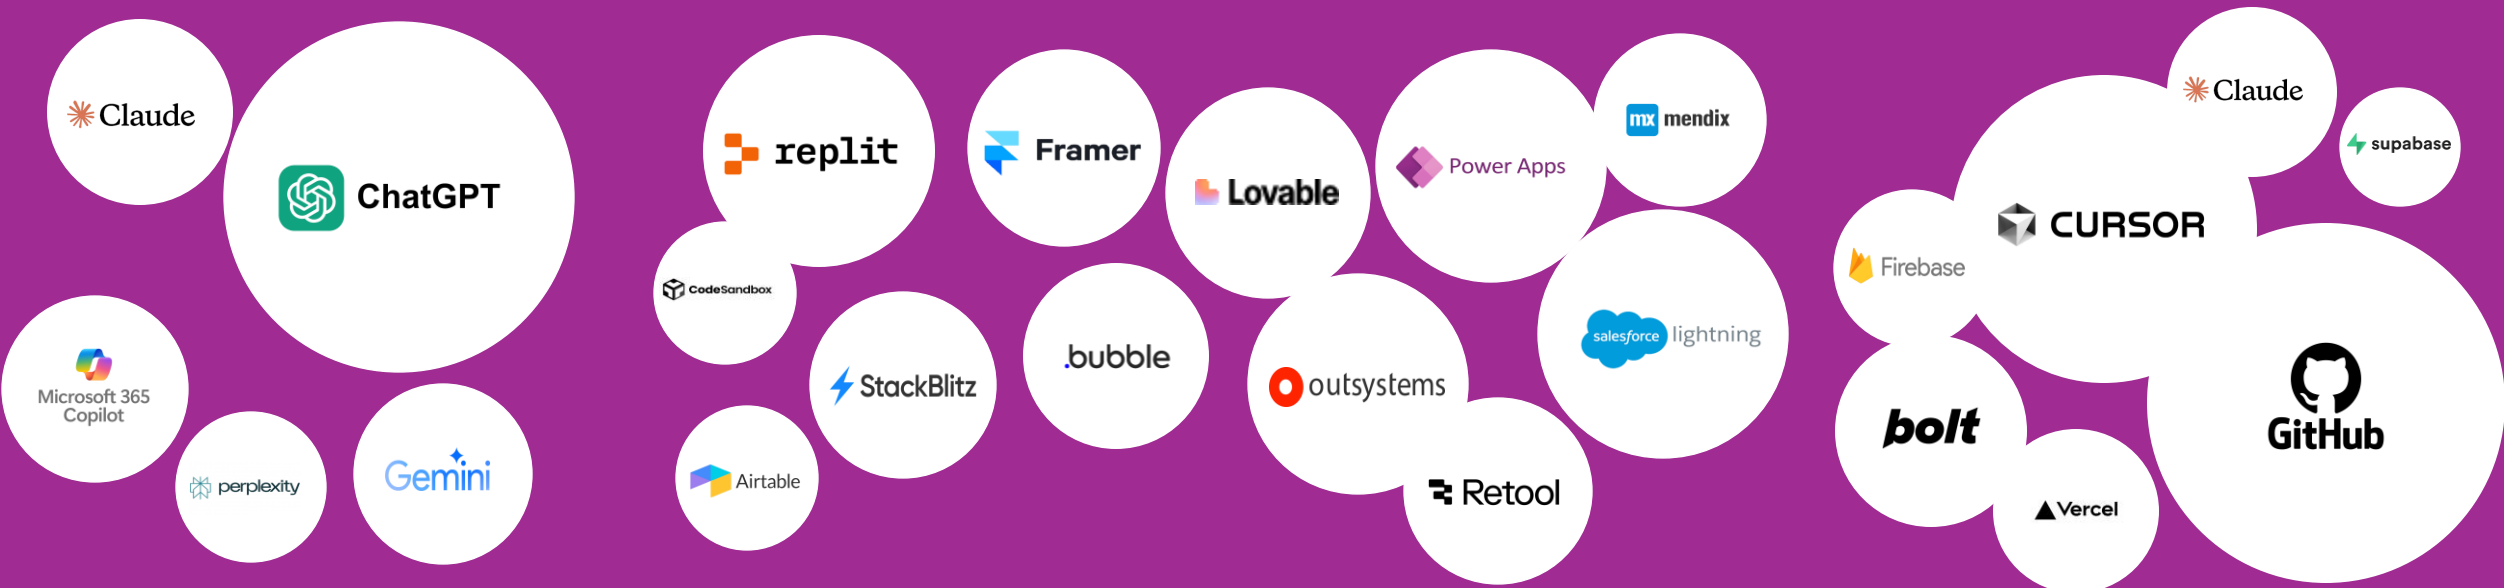 Claude
ChatGPT
Microsoft 365
Copilot
perplexity
Gemini
replit
CodeSandbox
StackBlitz
Airtable
Framer
.bubble
Lovable
outsystems
Retool
Power Apps
mx mendix
salesforce lightning
Firebase
CURSOR
Claude
supabase
bolt
Vercel
GitHub